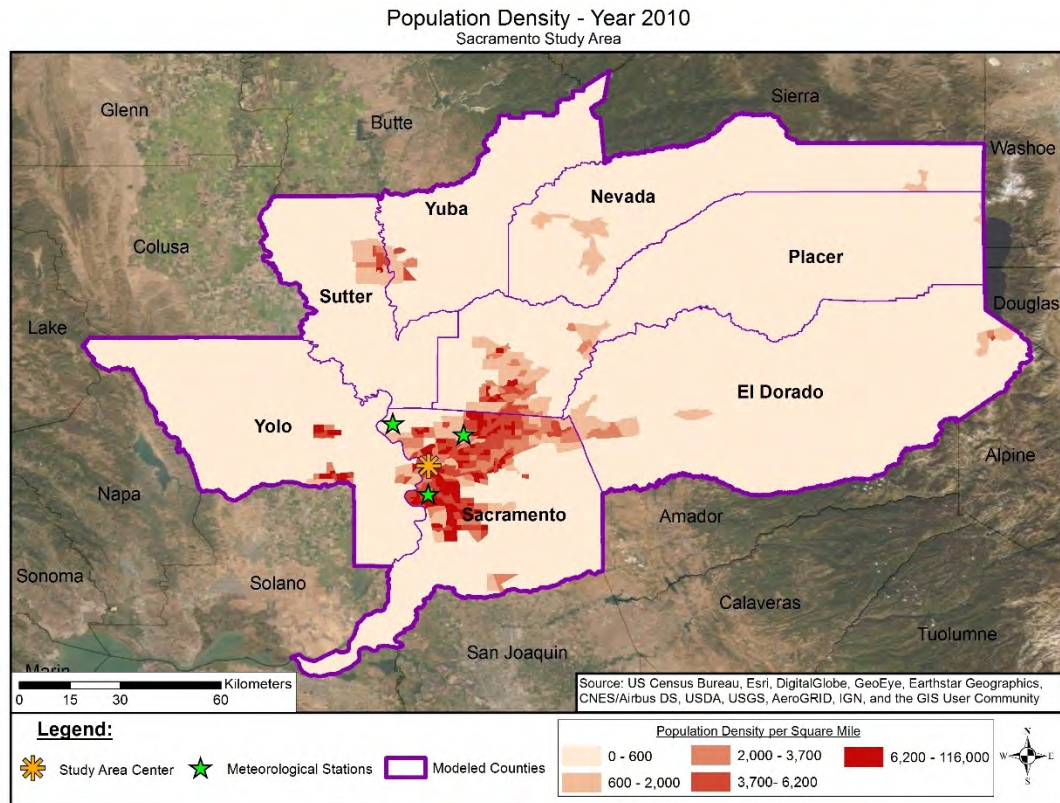 Population Density - Year 2010
Sacramento Study Area
Glenn
Butte
Sierra
Washoe
Yuba
Nevada
Colusa
Placer
Sutter
Douglas
Lake
El Dorado
Yolo
Alpine
Napa
Sacramento
Amador
Sonoma
Solano
Calaveras
Tuolumne
Marin
San Joaquin
Kilometers
0 15 30 60
Source: US Census Bureau, Esri, DigitalGlobe, GeoEye, Earthstar Geographics,
CNES/Airbus DS, USDA, USGS, AeroGRID, IGN, and the GIS User Community
Legend:
Study Area Center
Meteorological Stations
Modeled Counties
Population Density per Square Mile
0 - 600
2,000 - 3,700
6,200 - 116,000
600 - 2,000
3,700- 6,200
N
W E
S